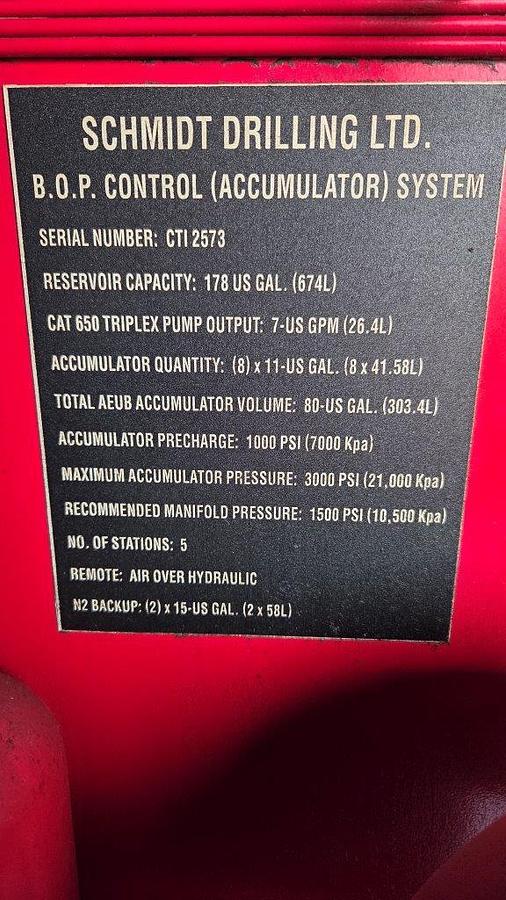 SCHMIDT DRILLING LTD.
B.O.P. CONTROL (ACCUMULATOR) SYSTEM
SERIAL NUMBER: CTI 2573
RESERVOIR CAPACITY: 178 US GAL. (674L)
CAT 650 TRIPLEX PUMP OUTPUT: 7-US GPM (26.4L)
ACCUMULATOR QUANTITY: (8) x 11-US GAL. (8 x 41.58L)
TOTAL AEUB ACCUMULATOR VOLUME: 80-US GAL. (303.4L)
ACCUMULATOR PRECHARGE: 1000 PSI (7000 Kpa)
MAXIMUM ACCUMULATOR PRESSURE: 3000 PSI (21,000 Kpa)
RECOMMENDED MANIFOLD PRESSURE: 1500 PSI (10,500 Kpa)
NO. OF STATIONS: 5
REMOTE: AIR OVER HYDRAULIC
N2 BACKUP: (2) x 15-US GAL. (2 x 58L)